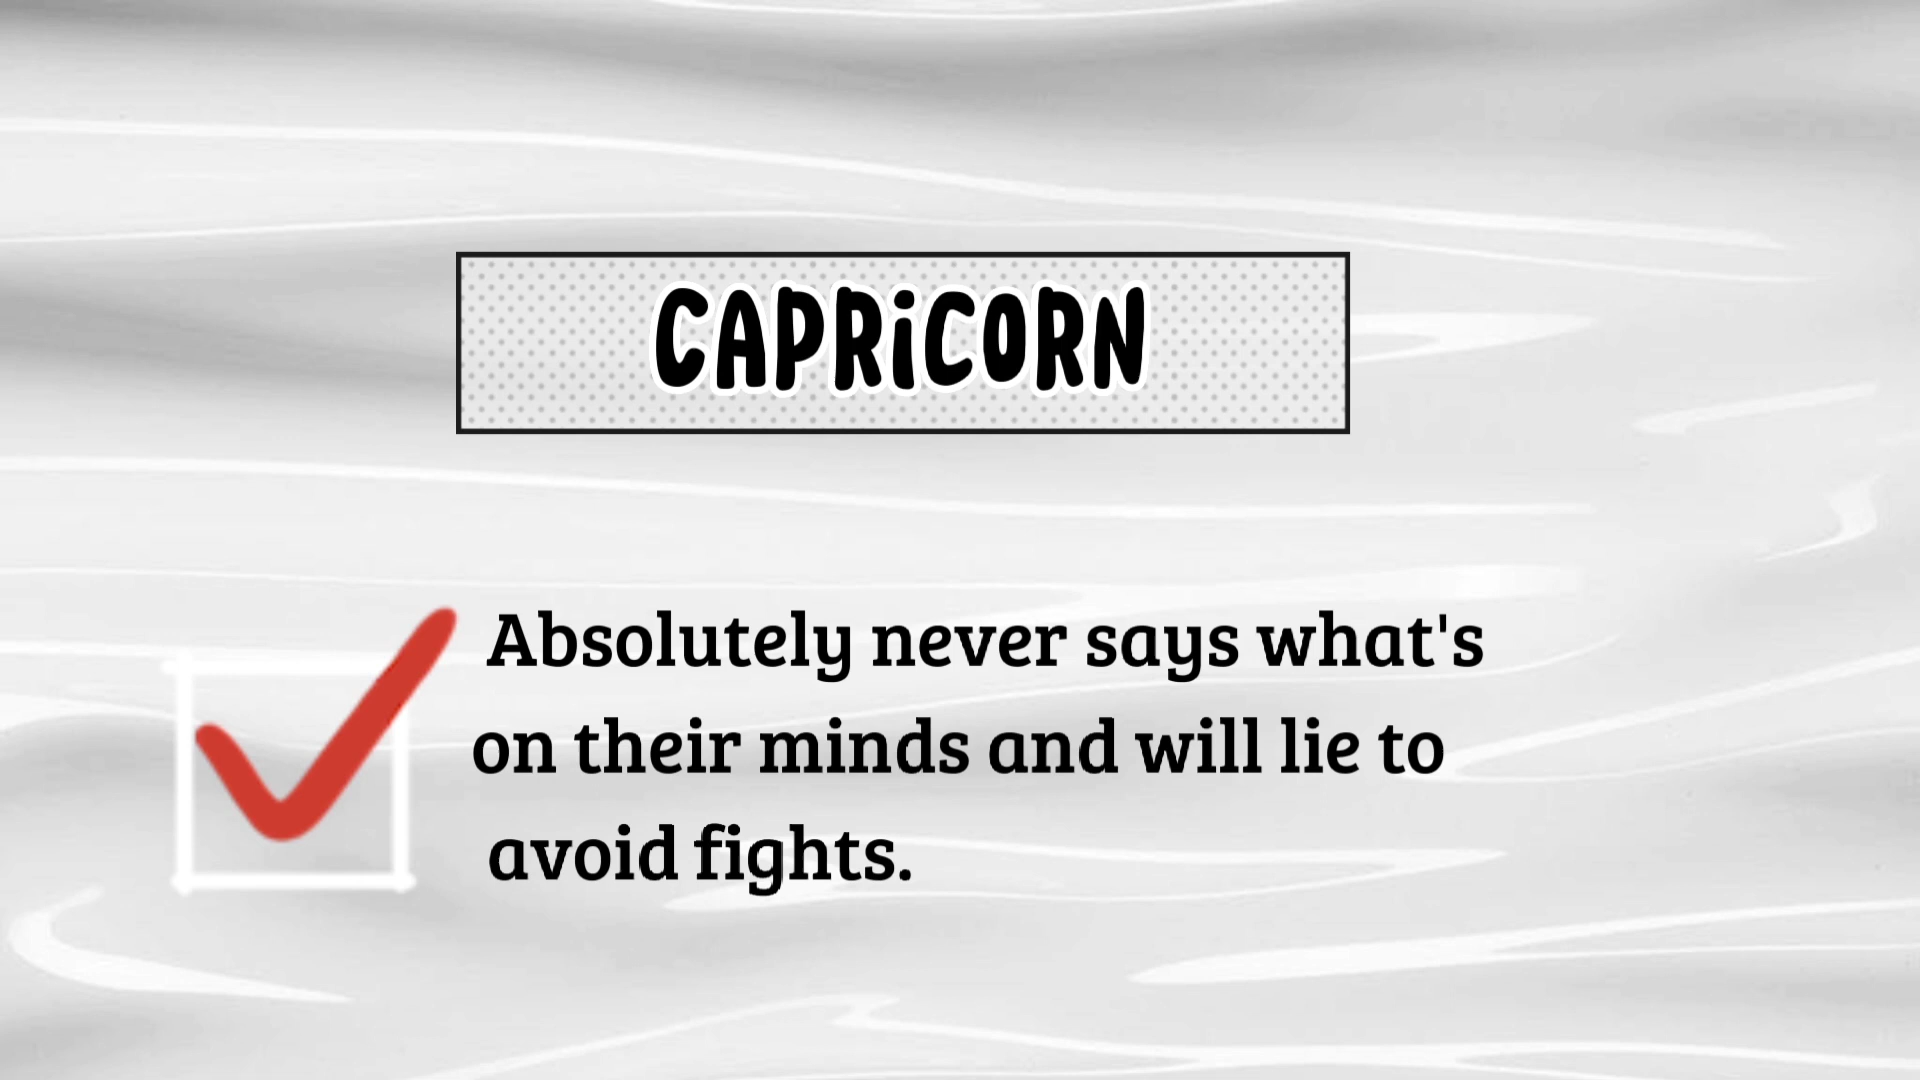 CAPRiCORN
Absolutely never says what's
on their minds and will lie to
avoid fights.